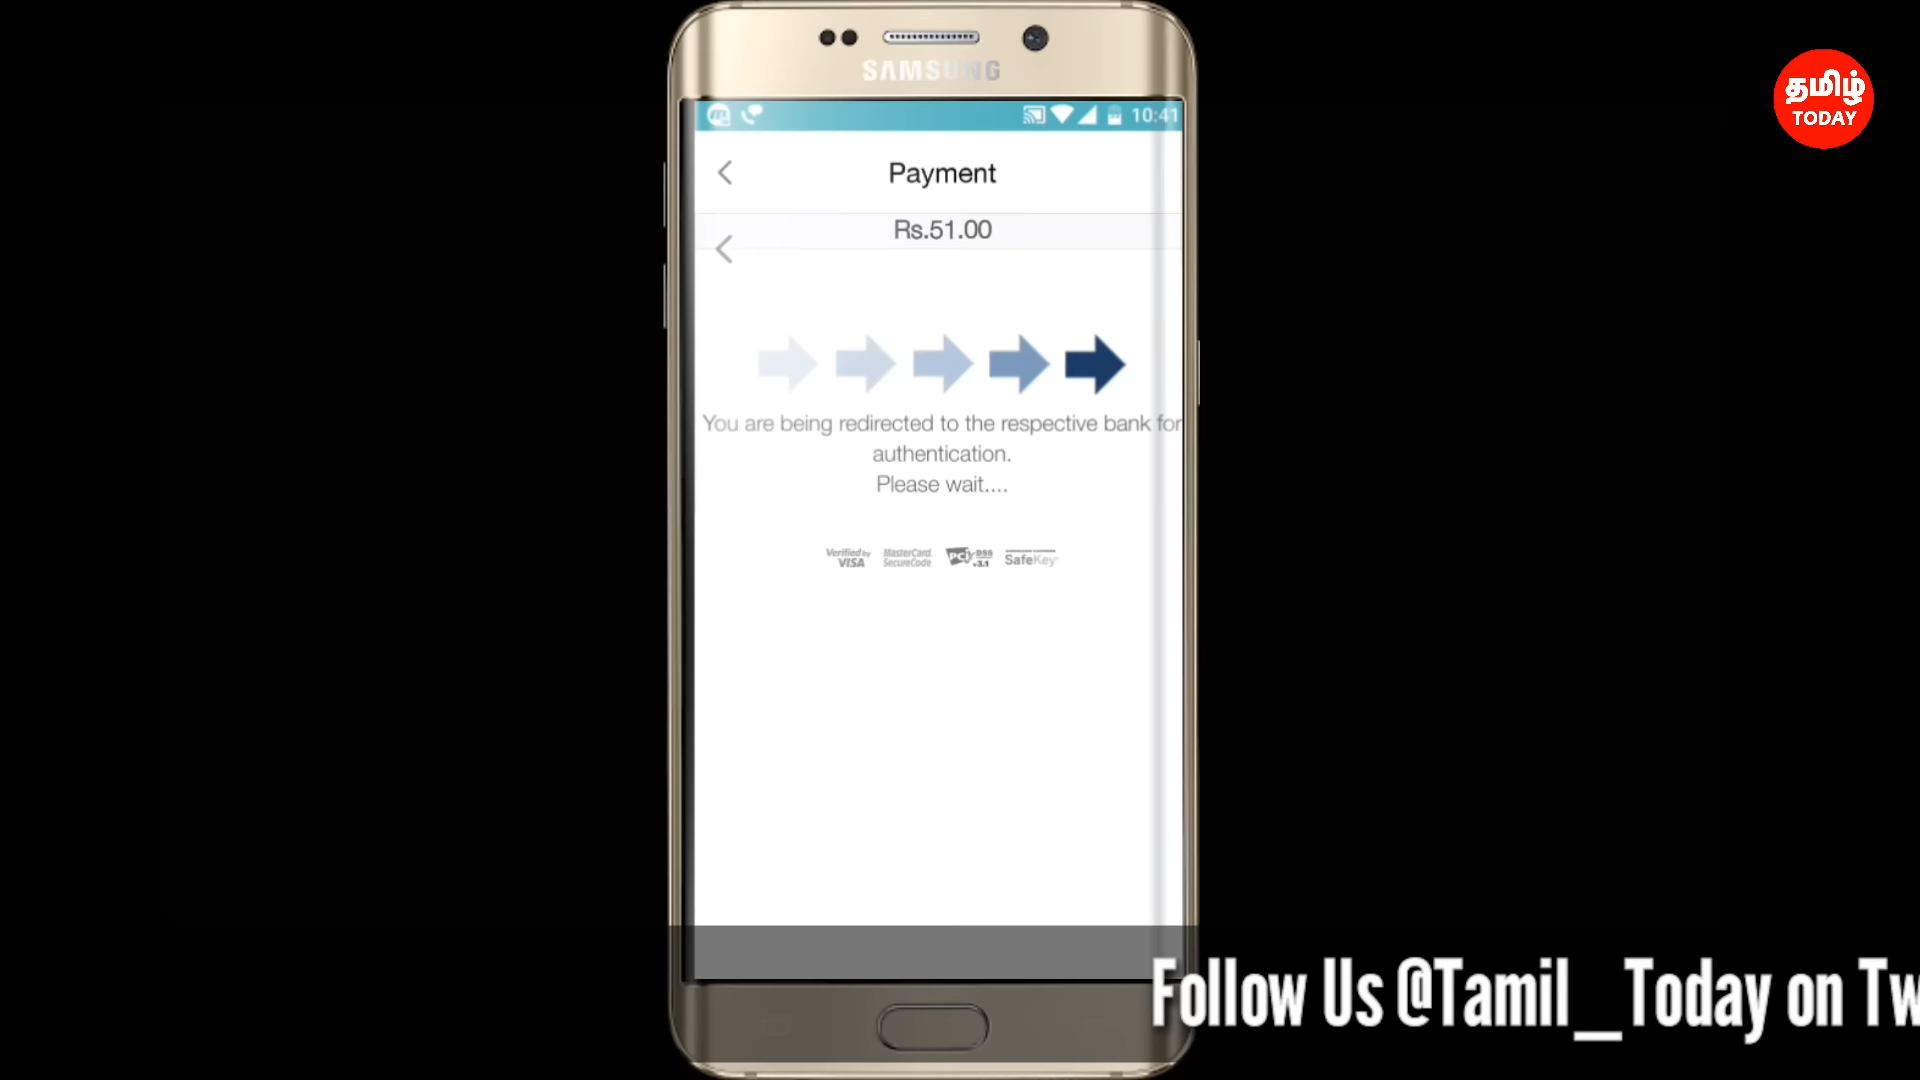 SAMSUNG
தமிழ்
TODAY
10:41
Payment
Rs.51.00
You are being redirected to the respective bank for
authentication.
Please wait....
Verified by
VISA
MasterCard.
SecureCode.
PCI DSS
v3.1
SafeKey
Follow Us @Tamil_Today on Tw